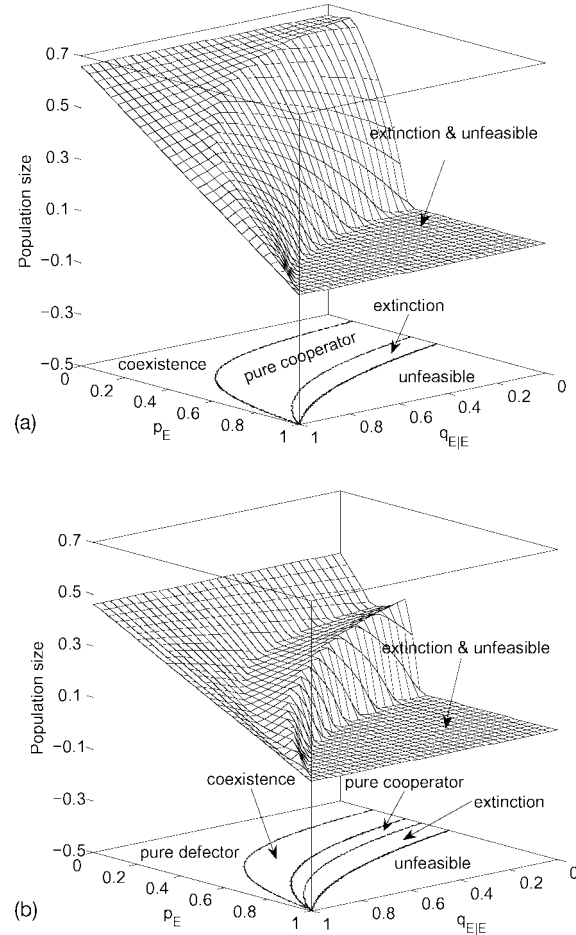 0.7
0.5
0.3
0.1
−0.1
−0.3
−0.5
Population size
extinction & unfeasible
extinction
coexistence
pure cooperator
unfeasible
0
0.2
0.4
0.6
0.8
1
p_E
1
0.8
0.6
0.4
0.2
0
q_E|E
(a)
0.7
0.5
0.3
0.1
−0.1
−0.3
−0.5
Population size
extinction & unfeasible
coexistence
pure cooperator
extinction
pure defector
unfeasible
0
0.2
0.4
0.6
0.8
1
p_E
1
0.8
0.6
0.4
0.2
0
q_E|E
(b)